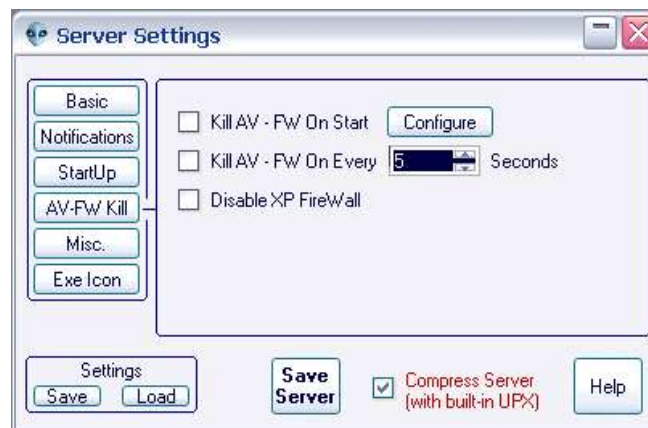 Server Settings
Basic
Notifications
StartUp
AV-FW Kill
Misc.
Exe Icon
Kill AV - FW On Start
Configure
Kill AV - FW On Every
5
Seconds
Disable XP FireWall
Settings
Save
Load
Save
Server
Compress Server
(with built-in UPX)
Help